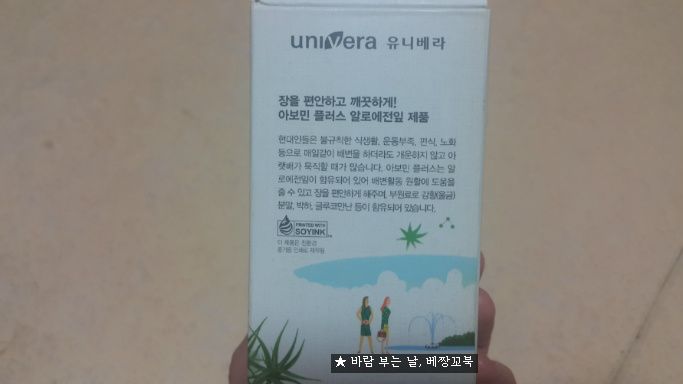 univera 유니베라
장을 편안하고 깨끗하게!
아보민 플러스 알로에전잎 제품
현대인들은 불규칙한 식생활, 운동부족, 편식, 노화
등으로 매일같이 배변을 하더라도 개운하지 않고 아
랫배가 묵직할 때가 많습니다. 아보민 플러스는 알
로에전잎이 함유되어 있어 배변활동 원활에 도움을
줄 수 있고 장을 편안하게 해주며, 부원료로 강황(울금)
분말, 박하, 글루코만난 등이 함유되어 있습니다.
PRINTED WITH
SOYINK
이 제품은 친환경
콩기름 인쇄로 제작됨
★ 바람 부는 날, 베짱꼬북